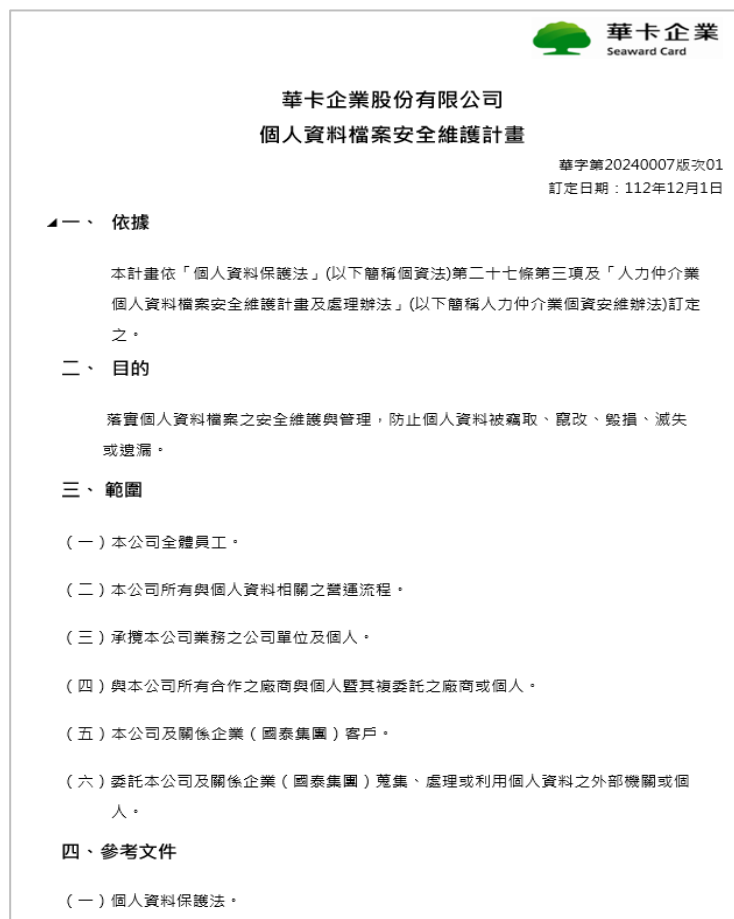 華卡企業
Seaward Card
華卡企業股份有限公司
個人資料檔案安全維護計畫
華字第20240007版次01
訂定日期：112年12月1日
一、 依據
本計畫依「個人資料保護法」(以下簡稱個資法)第二十七條第三項及「人力仲介業
個人資料檔案安全維護計畫及處理辦法」(以下簡稱人力仲介業個資安維辦法)訂定
之。
二、 目的
落實個人資料檔案之安全維護與管理，防止個人資料被竊取、竄改、毀損、滅失
或遺漏。
三、 範圍
（一）本公司全體員工。
（二）本公司所有與個人資料相關之營運流程。
（三）承攬本公司業務之公司單位及個人。
（四）與本公司所有合作之廠商與個人暨其複委託之廠商或個人。
（五）本公司及關係企業（國泰集團）客戶。
（六）委託本公司及關係企業（國泰集團）蒐集、處理或利用個人資料之外部機關或個
人。
四、參考文件
（一）個人資料保護法。